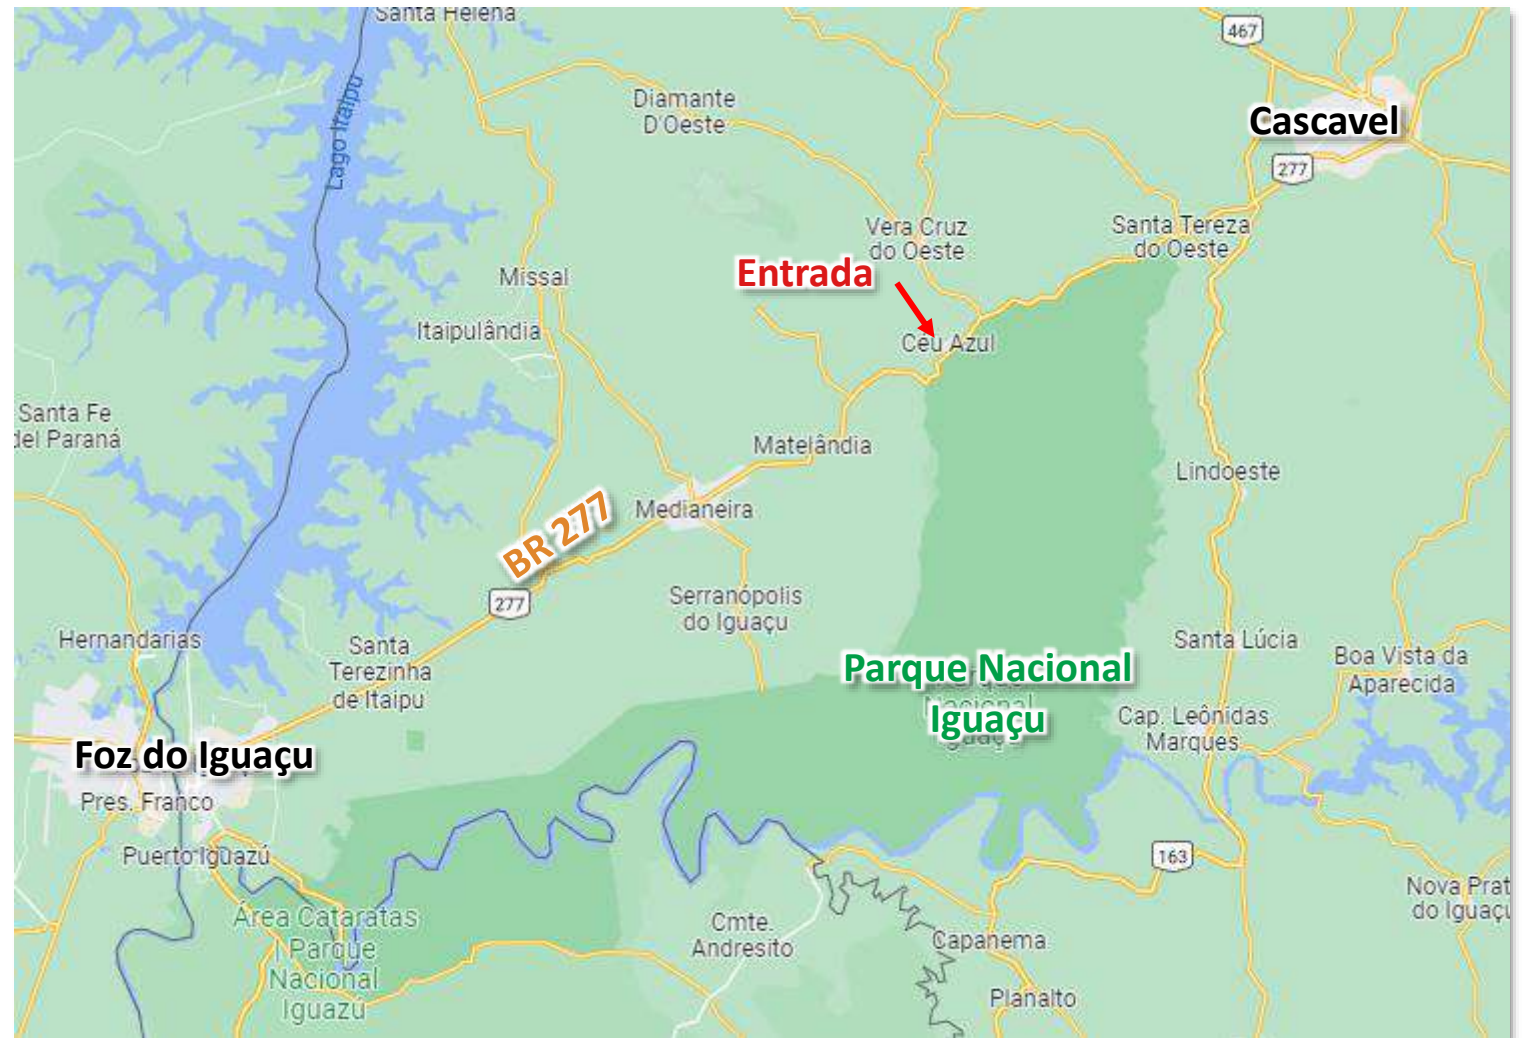 Santa Helena
467
Diamante
D'Oeste
Cascavel
Lago Itaipu
277
Vera Cruz
do Oeste
Santa Tereza
do Oeste
Entrada
Missal
Itaipulândia
Céu Azul
Santa Fe
del Paraná
Matelândia
Lindoeste
BR 277
Medianeira
277
Serranópolis
do Iguaçu
Hernandarias
Santa
Terezinha
de Itaipu
Santa Lúcia
Boa Vista da
Aparecida
Parque Nacional
Iguaçu
Nacional
Iguaçu
Cap. Leônidas
Marques
Foz do Iguaçu
Pres. Franco
Puerto Iguazú
163
Nova Prat
do Iguaçu
Área Cataratas
| Parque
Nacional
Iguazú
Cmte.
Andresito
Capanema
Planalto